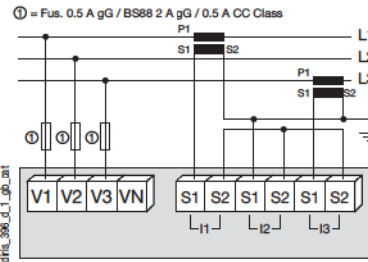 ① = Fus. 0.5 A gG / BS88 2 A gG / 0.5 A CC Class
P1
L1
S1 S2
L2
P1
L3
S1 S2
① ① ①
V1 V2 V3 VN S1 S2 S1 S2 S1 S2
I1 I2 I3
diris_396_d_1_gb_cat